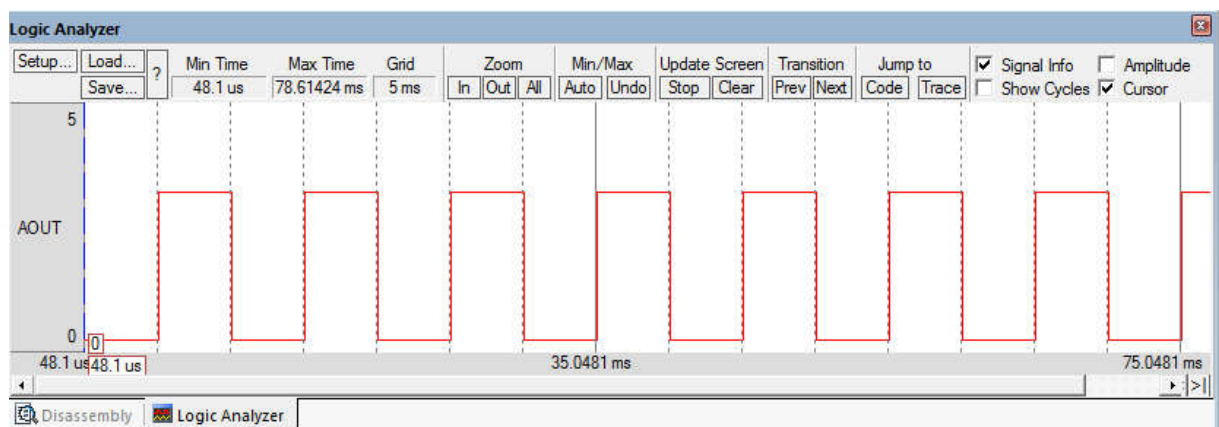 Logic Analyzer
Setup... Load... ? Min Time Max Time Grid Zoom Min/Max Update Screen Transition Jump to Signal Info Amplitude
Save... 48.1 us 78.61424 ms 5 ms In Out All Auto Undo Stop Clear Prev Next Code Trace Show Cycles Cursor
5
AOUT
0 0
48.1 us 48.1 us 35.0481 ms 75.0481 ms
Disassembly Logic Analyzer